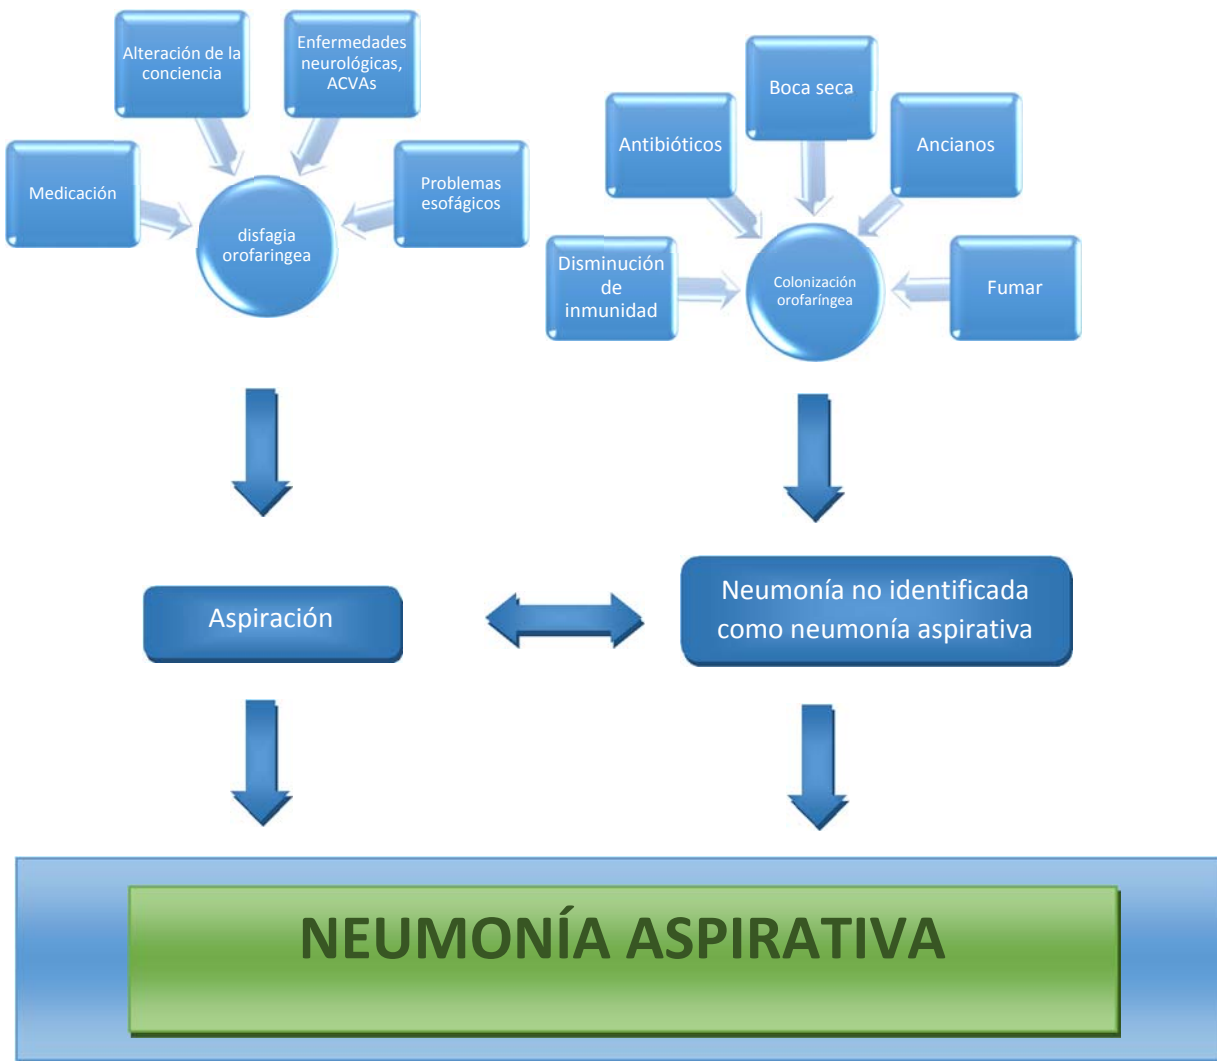 Alteración de la
conciencia
Enfermedades
neurológicas,
ACVAs
Medicación
Problemas
esofágicos
disfagia
orofaringea
Boca seca
Antibióticos
Ancianos
Disminución
de
inmunidad
Fumar
Colonización
orofaríngea
Aspiración
Neumonía no identificada
como neumonía aspirativa
NEUMONÍA ASPIRATIVA